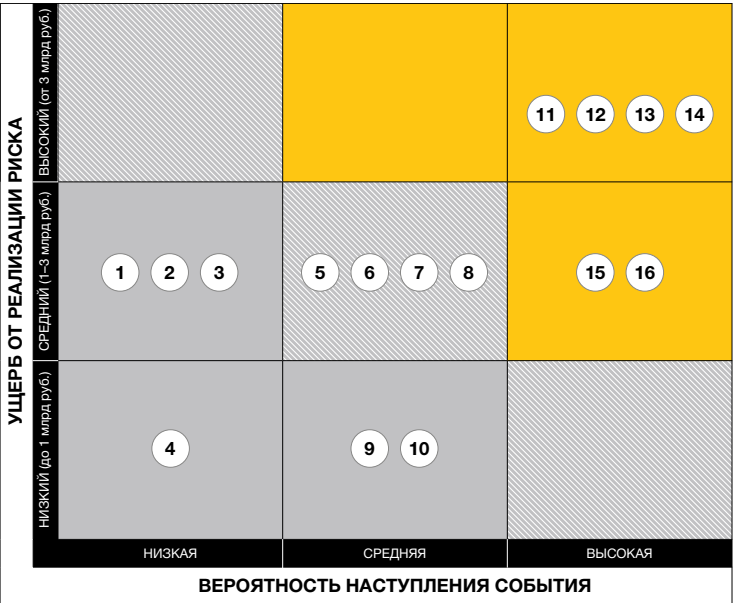 УЩЕРБ ОТ РЕАЛИЗАЦИИ РИСКА
ВЫСОКИЙ (от 3 млрд руб.)
11 12 13 14
СРЕДНИЙ (1–3 млрд руб.)
1 2 3 5 6 7 8 15 16
НИЗКИЙ (до 1 млрд руб.)
4 9 10
НИЗКАЯ СРЕДНЯЯ ВЫСОКАЯ
ВЕРОЯТНОСТЬ НАСТУПЛЕНИЯ СОБЫТИЯ